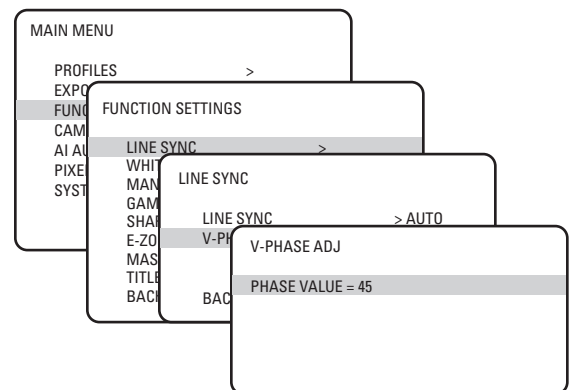 MAIN MENU
PROFILES >
EXPO
FUNC
CAM
AI AU
PIXE
SYST
FUNCTION SETTINGS
LINE SYNC >
WHIT
MAN
GAM
SHAR
E-ZO
MAS
TITLE
BACK
LINE SYNC
LINE SYNC > AUTO
V-PH
BAC
V-PHASE ADJ
PHASE VALUE = 45